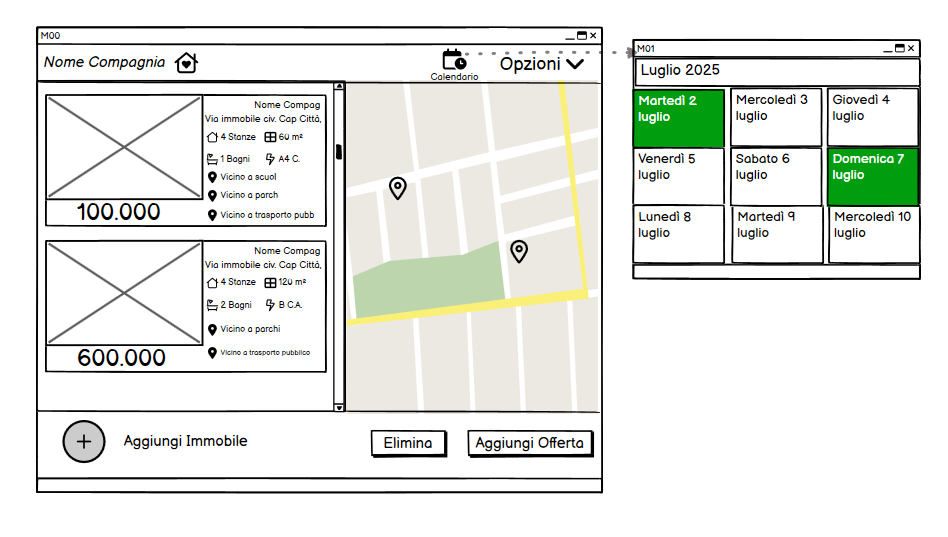 M00
Nome Compagnia
Calendario
Opzioni
Nome Compag
Via immobile civ. Cap Città,
4 Stanze
60 m²
1 Bagni
A4 C.
Vicino a scuol
Vicino a parch
Vicino a trasporto pubb
100.000
Nome Compag
Via immobile civ. Cap Città,
4 Stanze
120 m²
2 Bagni
B C.A.
Vicino a parchi
Vicino a trasporto pubblico
600.000
Aggiungi Immobile
Elimina
Aggiungi Offerta
M01
Luglio 2025
Martedì 2
luglio
Mercoledì 3
luglio
Giovedì 4
luglio
Venerdì 5
luglio
Sabato 6
luglio
Domenica 7
luglio
Lunedì 8
luglio
Martedì 9
luglio
Mercoledì 10
luglio